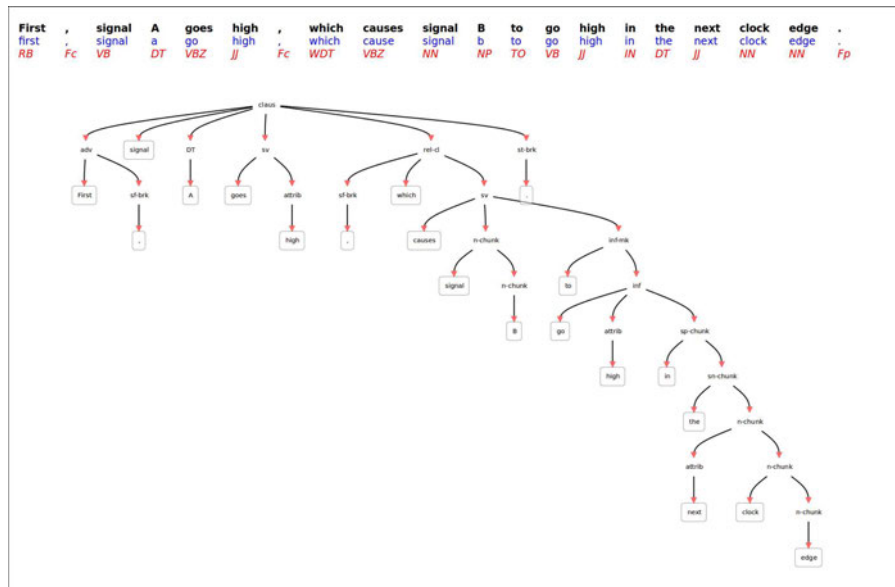 First , signal A goes high , which causes signal B to go high in the next clock edge .
first , signal a go high , which cause signal b to go high in the next clock edge .
RB Fc VB DT VBZ JJ Fc WDT VBZ NN NP TO VB JJ IN DT JJ NN NN Fp
claus
adv signal DT sv rel-cl st-brk
First sf-brk A goes attrib sf-brk which sv .
, high , causes n-chunk inf-mk
signal n-chunk to inf
B go attrib sp-chunk
high in sn-chunk
the n-chunk
attrib n-chunk
next clock n-chunk
edge